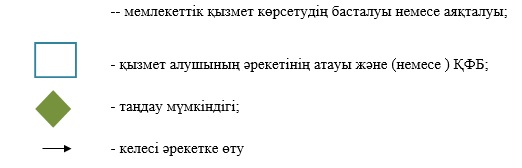 -- мемлекеттік қызмет көрсетудің басталуы немесе аяқталуы;
- қызмет алушының әрекетінің атауы және (немесе ) ҚФБ;
- таңдау мүмкіндігі;
- келесі әрекетке өту